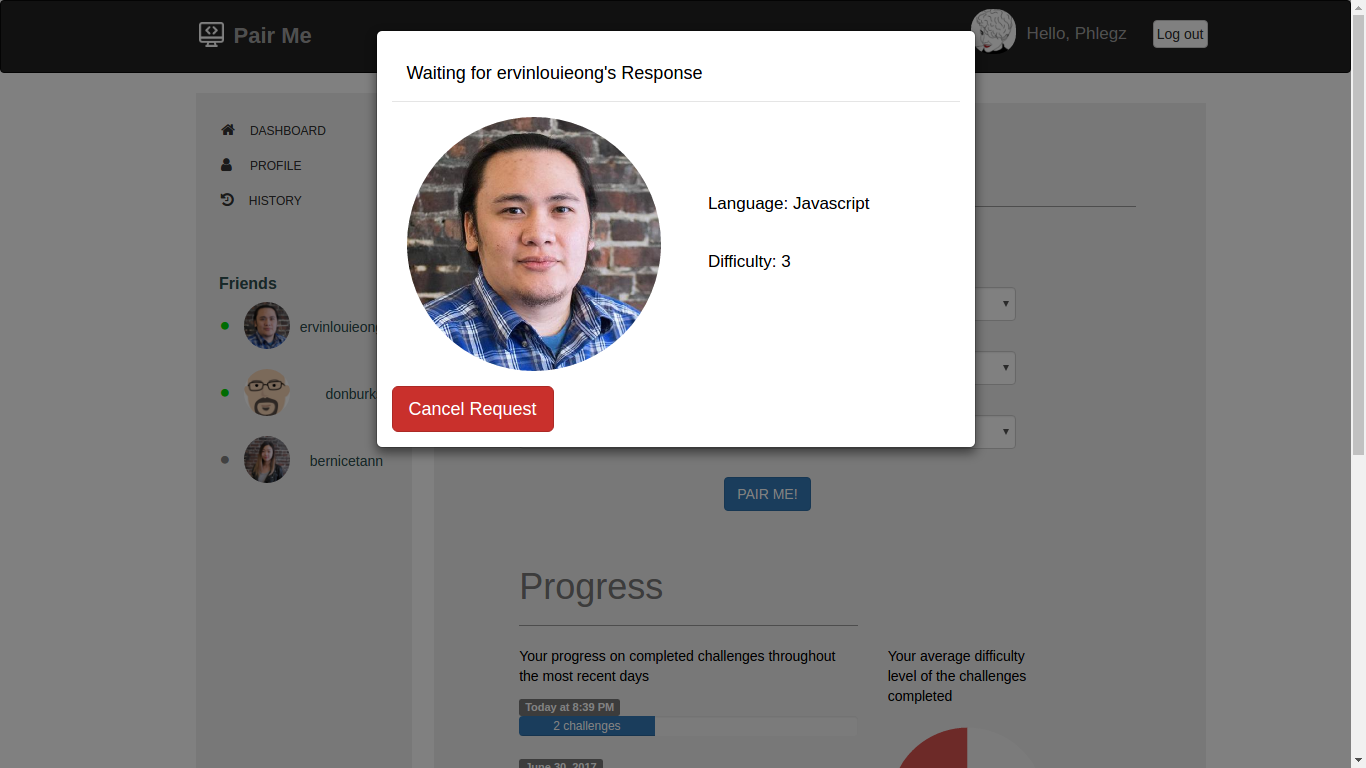 Pair Me
Hello, Phlegz
Log out
Waiting for ervinlouieong's Response
Language: Javascript
Difficulty: 3
Cancel Request
DASHBOARD
PROFILE
HISTORY
Friends
ervinlouieong
donburk
bernicetann
PAIR ME!
Progress
Your progress on completed challenges throughout
the most recent days
Today at 8:39 PM
2 challenges
June 30, 2017
Your average difficulty
level of the challenges
completed